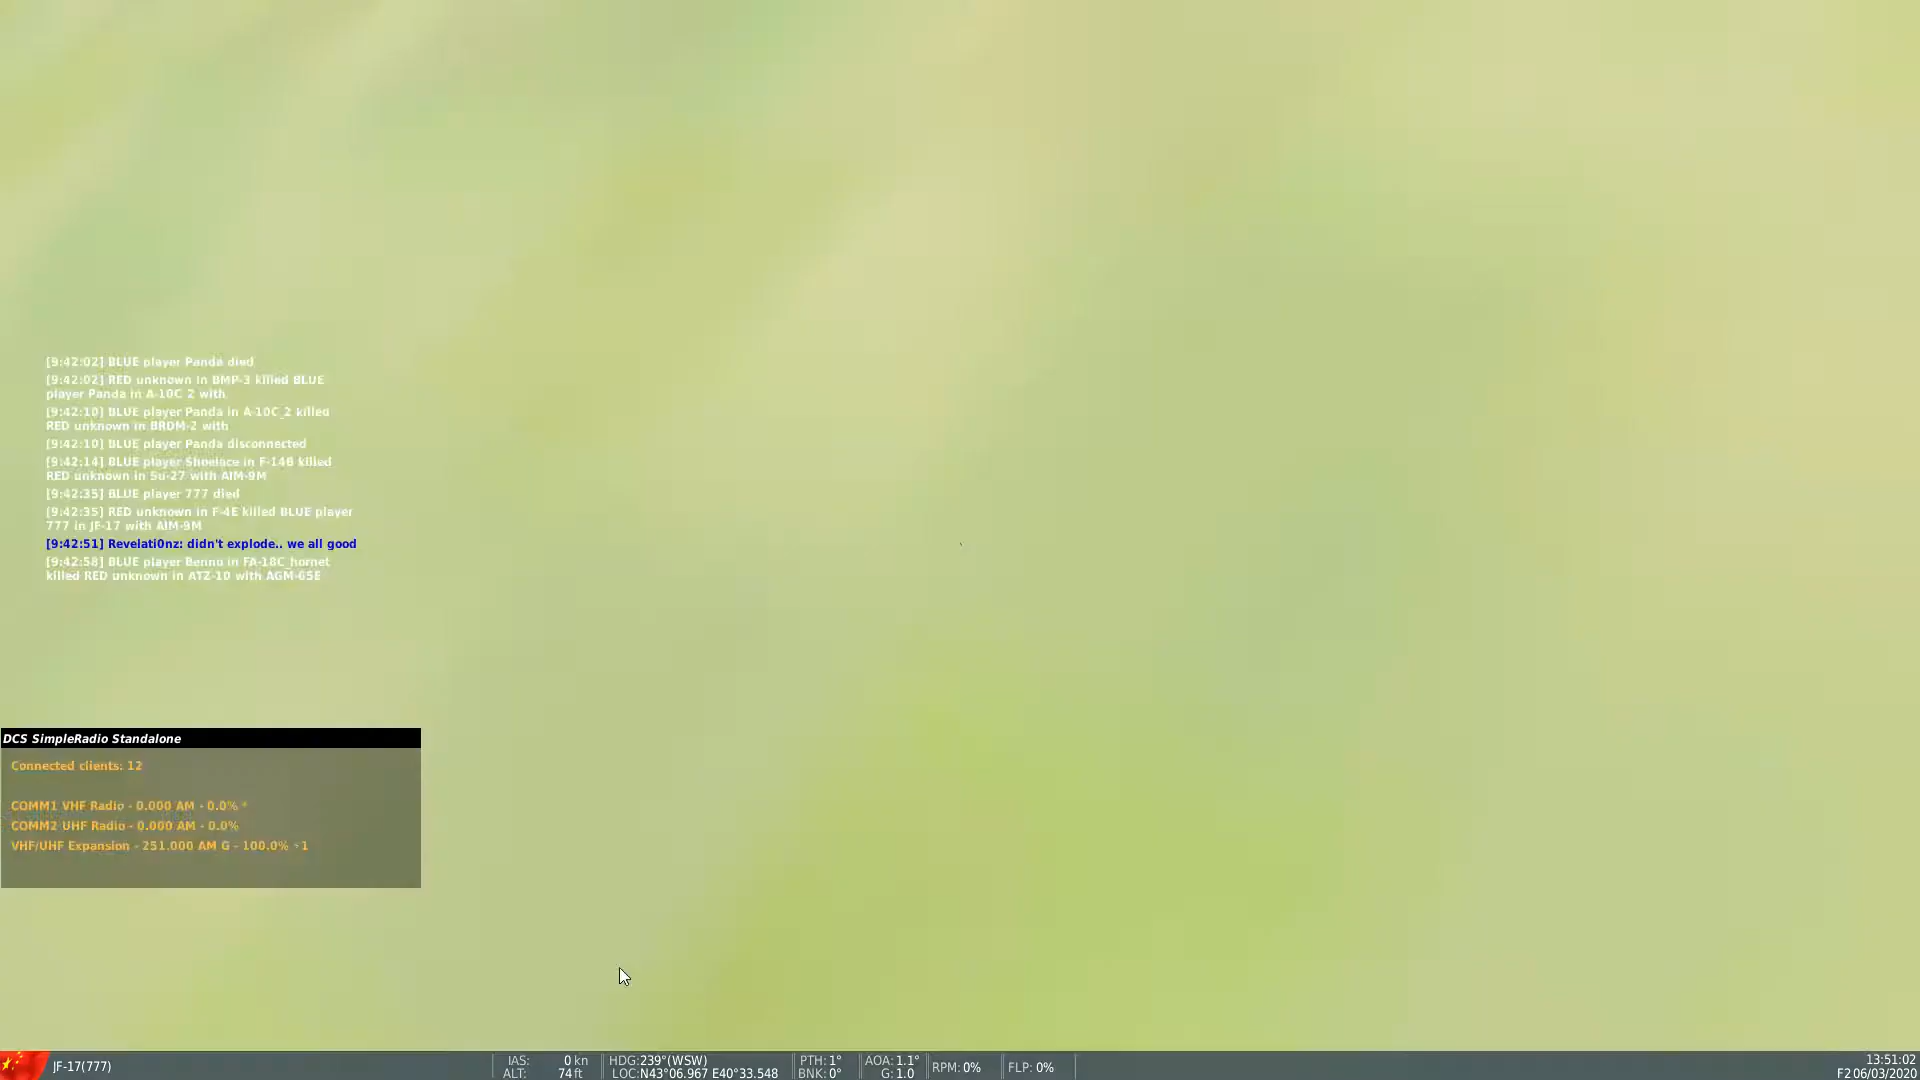 [9:42:02] BLUE player Panda died
[9:42:02] RED unknown in BMP-3 killed BLUE
player Panda in A-10C_2 with
[9:42:10] BLUE player Panda in A-10C_2 killed
RED unknown in BRDM-2 with
[9:42:10] BLUE player Panda disconnected
[9:42:14] BLUE player Shoelace in F-14B killed
RED unknown in Su-27 with AIM-9M
[9:42:35] BLUE player 777 died
[9:42:35] RED unknown in F-4E killed BLUE player
777 in JF-17 with AIM-9M
[9:42:51] Revelati0nz: didn't explode.. we all good
[9:42:58] BLUE player Benno in FA-18C_hornet
killed RED unknown in ATZ-10 with AGM-65E
DCS SimpleRadio Standalone
Connected clients: 12
COMM1 VHF Radio - 0.000 AM - 0.0% *
COMM2 UHF Radio - 0.000 AM - 0.0%
VHF/UHF Expansion - 251.000 AM G - 100.0% +1
JF-17(777)
IAS: 0 kn
ALT: 74 ft
HDG:239°(WSW)
LOC:N43°06.967 E40°33.548
PTH: 1°
BNK: 0°
AOA: 1.1°
G: 1.0
RPM: 0%
FLP: 0%
13:51:02
F2 06/03/2020